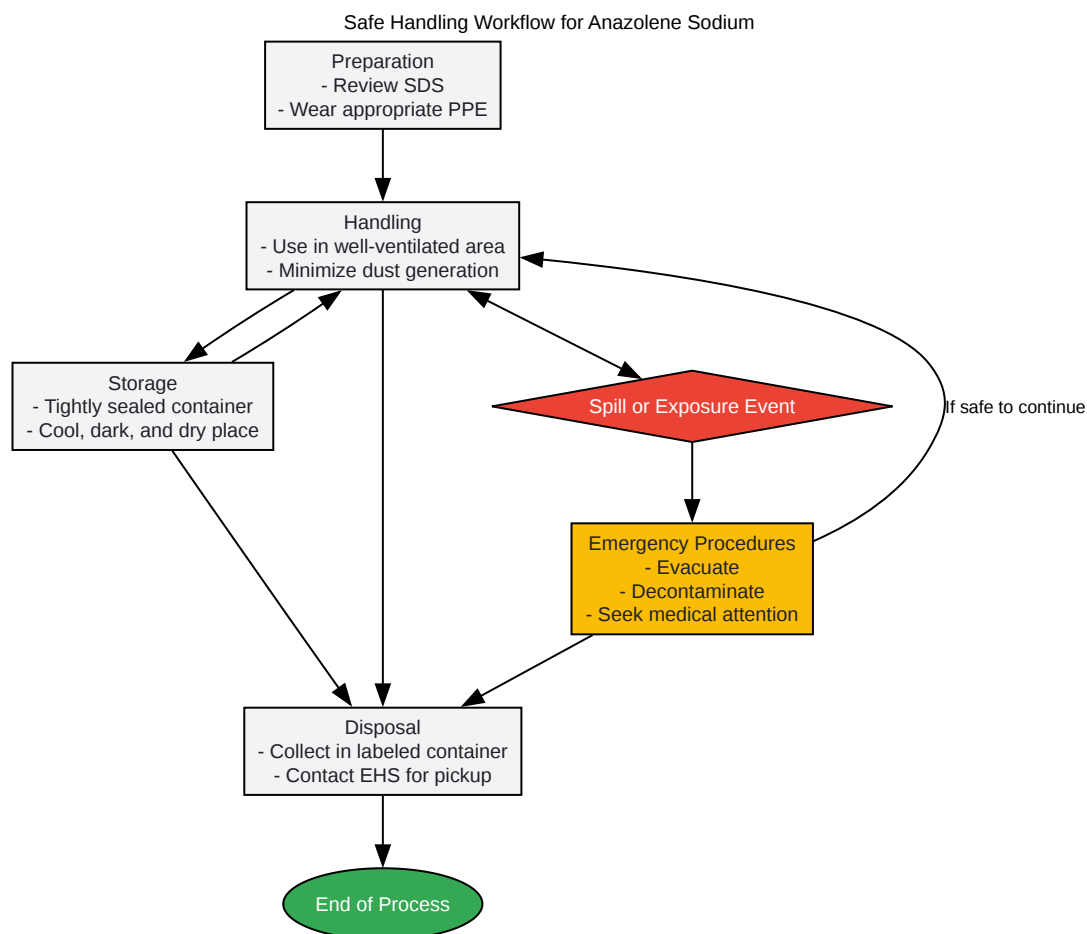 Safe Handling Workflow for Anazolene Sodium
Preparation
- Review SDS
- Wear appropriate PPE
Handling
- Use in well-ventilated area
- Minimize dust generation
Storage
- Tightly sealed container
- Cool, dark, and dry place
Spill or Exposure Event
If safe to continue
Emergency Procedures
- Evacuate
- Decontaminate
- Seek medical attention
Disposal
- Collect in labeled container
- Contact EHS for pickup
End of Process